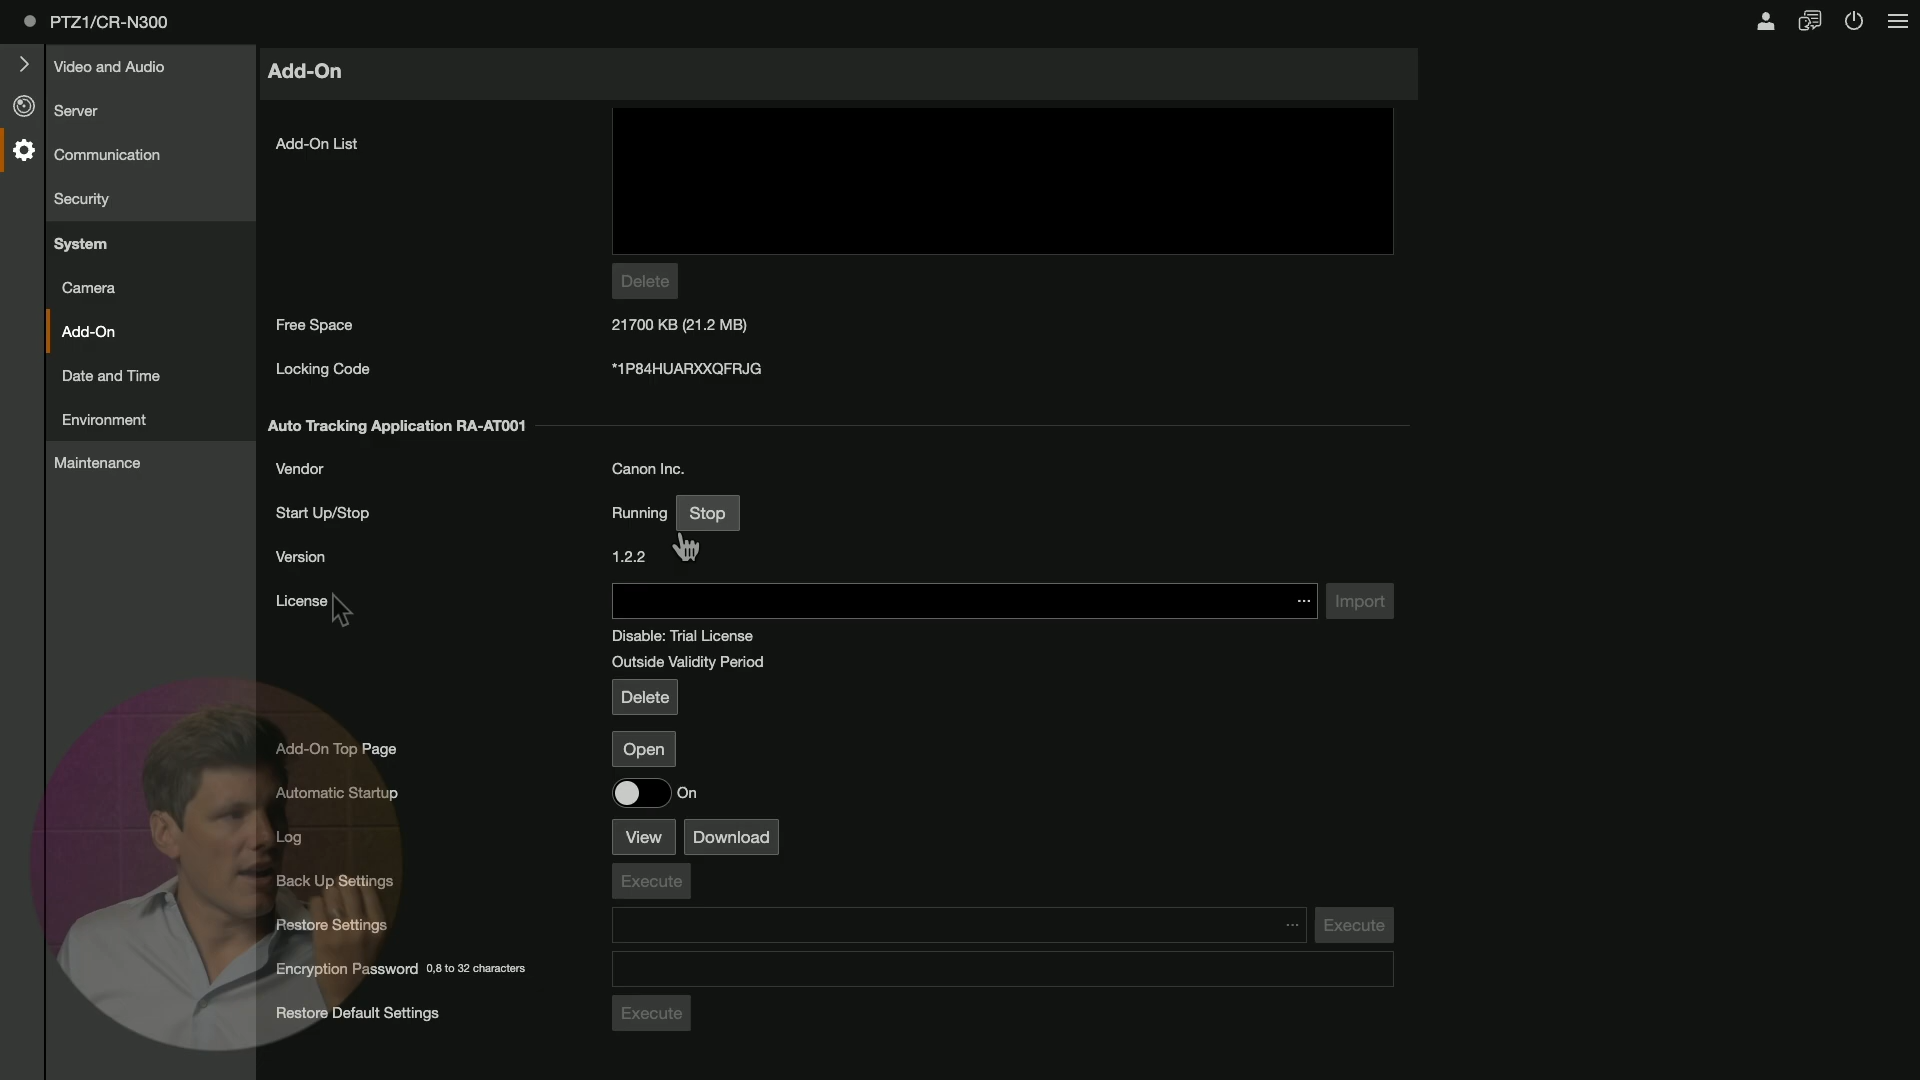 PTZ1/CR-N300
Video and Audio
Server
Communication
Security
System
Camera
Add-On
Date and Time
Environment
Maintenance
Add-On
Add-On List
Delete
Free Space 21700 KB (21.2 MB)
Locking Code *1P84HUARXXQFRJG
Auto Tracking Application RA-AT001
Vendor Canon Inc.
Start Up/Stop Running Stop
Version 1.2.2
License ... Import
Disable: Trial License
Outside Validity Period
Delete
Add-On Top Page Open
Automatic Startup On
Log View Download
Back Up Settings Execute
Restore Settings ... Execute
Encryption Password 0,8 to 32 characters
Restore Default Settings Execute